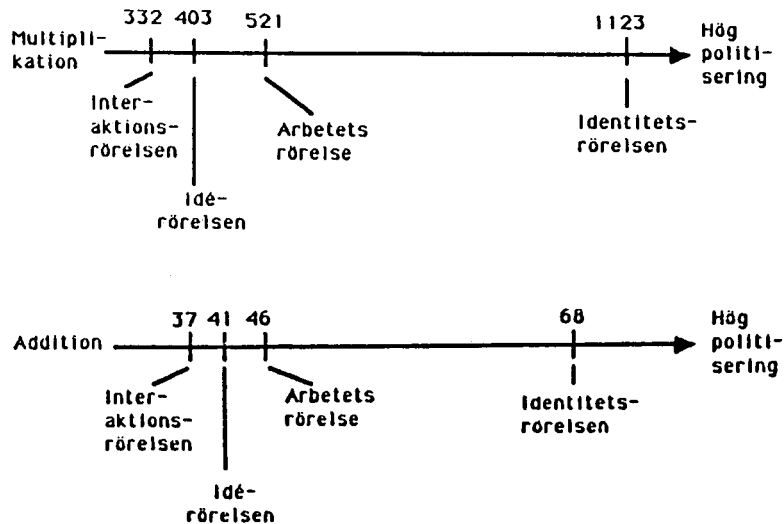 332 403 521 1123
Multipli-
kation
Hög
politi-
sering
Inter-
aktions-
rörelsen
Arbetets
rörelse
Identitets-
rörelsen
Idé-
rörelsen
37 41 46 68
Addition
Hög
politi-
sering
Inter-
aktions-
rörelsen
Arbetets
rörelse
Identitets-
rörelsen
Idé-
rörelsen